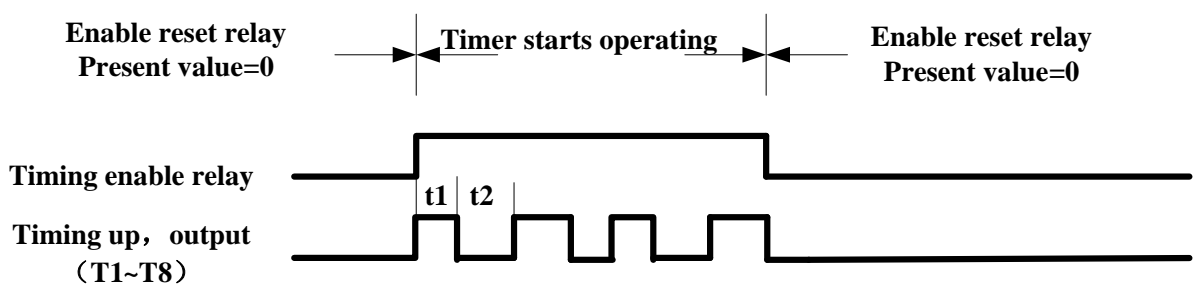 Enable reset relay
Present value=0
Timer starts operating
Enable reset relay
Present value=0
Timing enable relay
t1 t2
Timing up，output
（T1~T8）